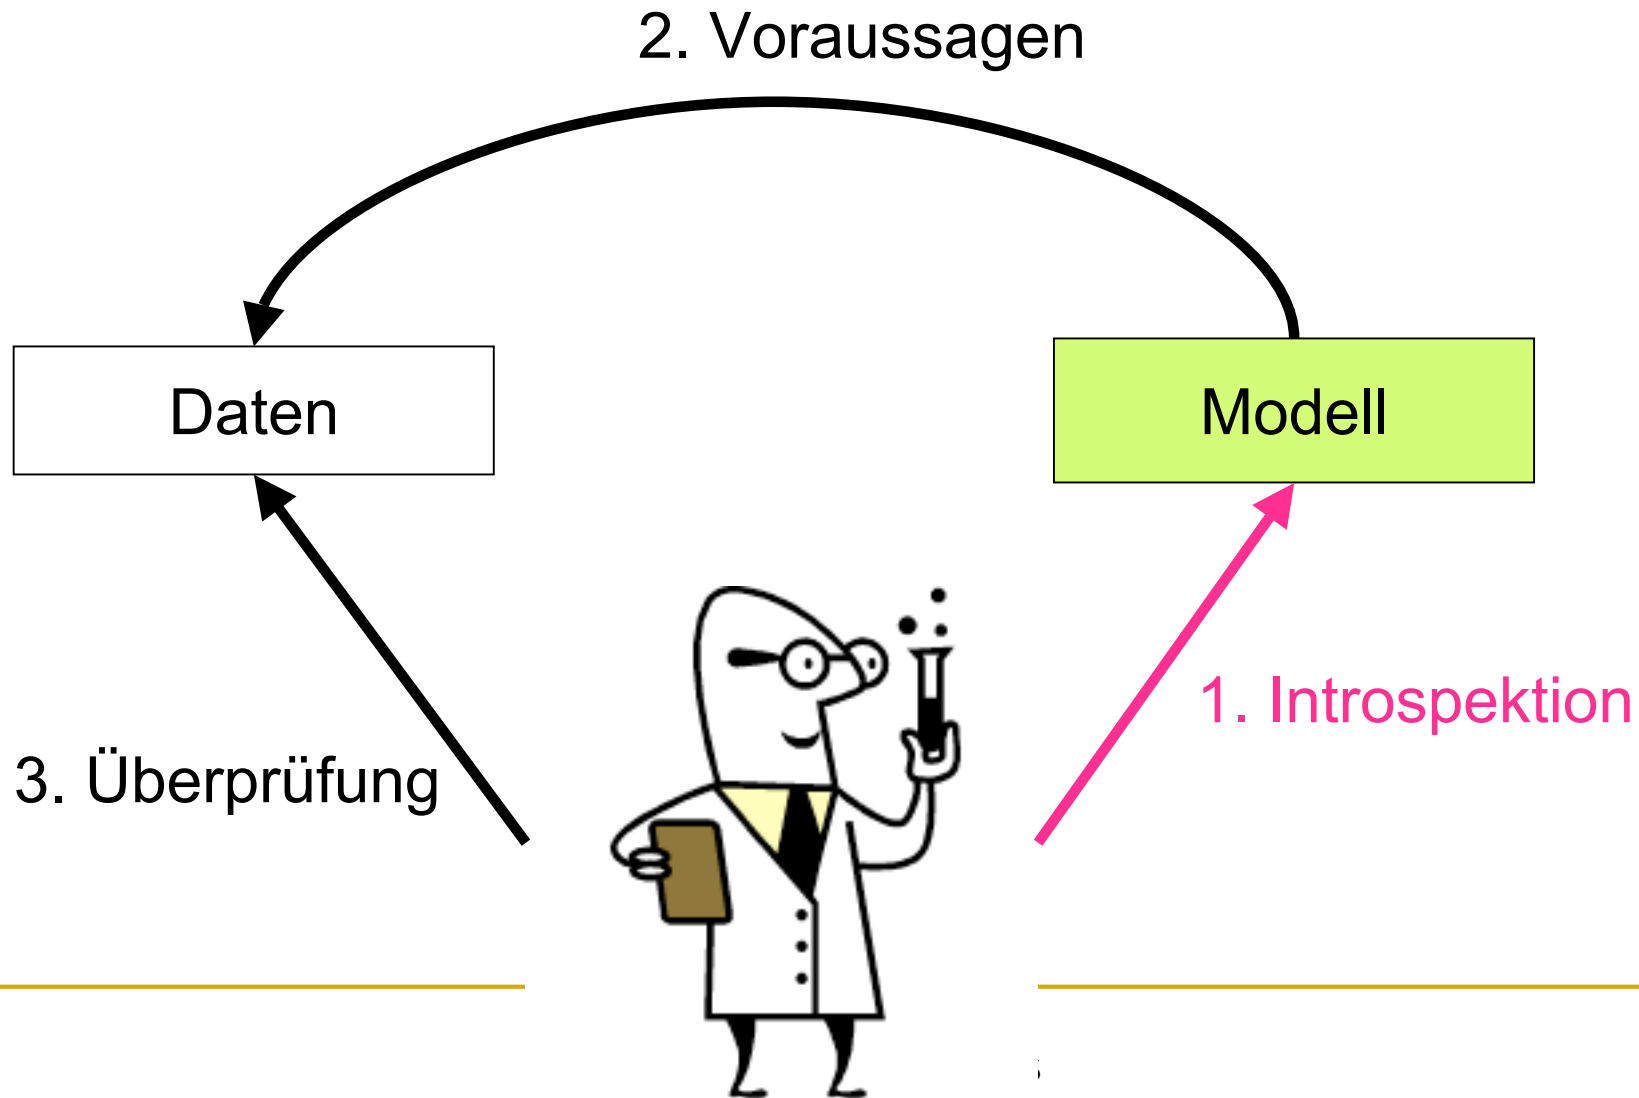 2. Voraussagen
Daten
Modell
1. Introspektion
3. Überprüfung